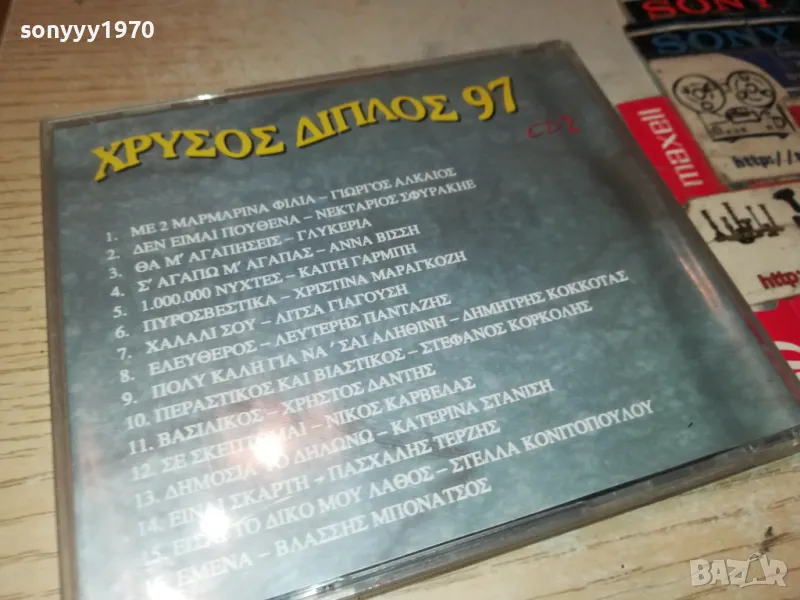 sonyyy1970
SONY
SONY
maxell
http://
http:
ΧΡΥΣΟΣ ΔΙΠΛΟΣ 97
CD2
1. ΜΕ 2 ΜΑΡΜΑΡΙΝΑ ΦΙΛΙΑ – ΓΙΩΡΓΟΣ ΑΛΚΑΙΟΣ
2. ΔΕΝ ΕΙΜΑΙ ΠΟΥΘΕΝΑ – ΝΕΚΤΑΡΙΟΣ ΣΦΥΡΑΚΗΣ
3. ΘΑ Μ' ΑΓΑΠΗΣΕΙΣ – ΓΛΥΚΕΡΙΑ
4. Σ' ΑΓΑΠΩ Μ' ΑΓΑΠΑΣ – ΑΝΝΑ ΒΙΣΣΗ
5. 1.000.000 ΝΥΧΤΕΣ – ΚΑΙΤΗ ΓΑΡΜΠΗ
6. ΠΥΡΟΣΒΕΣΤΙΚΑ – ΧΡΙΣΤΙΝΑ ΜΑΡΑΓΚΟΖΗ
7. ΧΑΛΑΛΙ ΣΟΥ – ΛΙΤΣΑ ΓΙΑΓΟΥΣΗ
8. ΕΛΕΥΘΕΡΟΣ – ΛΕΥΤΕΡΗΣ ΠΑΝΤΑΖΗΣ
9. ΠΟΛΥ ΚΑΛΗ ΓΙΑ ΝΑ ' ΣΑΙ ΑΛΗΘΙΝΗ – ΔΗΜΗΤΡΗΣ ΚΟΚΚΟΤΑΣ
10. ΠΕΡΑΣΤΙΚΟΣ ΚΑΙ ΒΙΑΣΤΙΚΟΣ – ΣΤΕΦΑΝΟΣ ΚΟΡΚΟΛΗΣ
11. ΒΑΣΙΛΙΚΟΣ – ΧΡΗΣΤΟΣ ΔΑΝΤΗΣ
12. ΣΕ ΣΚΕΠΤΟΜΑΙ – ΝΙΚΟΣ ΚΑΡΒΕΛΑΣ
13. ΔΗΜΟΣΙΑ ΤΟ ΔΗΛΩΝΩ – ΚΑΤΕΡΙΝΑ ΣΤΑΝΙΣΗ
14. ΕΙΝΑΙ ΣΚΑΡΤΗ – ΠΑΣΧΑΛΗΣ ΤΕΡΖΗΣ
15. ΕΙΣΑΙ ΤΟ ΔΙΚΟ ΜΟΥ ΛΑΘΟΣ – ΣΤΕΛΛΑ ΚΟΝΙΤΟΠΟΥΛΟΥ
16. ΕΜΕΝΑ – ΒΛΑΣΣΗΣ ΜΠΟΝΑΤΣΟΣ
BAZAR